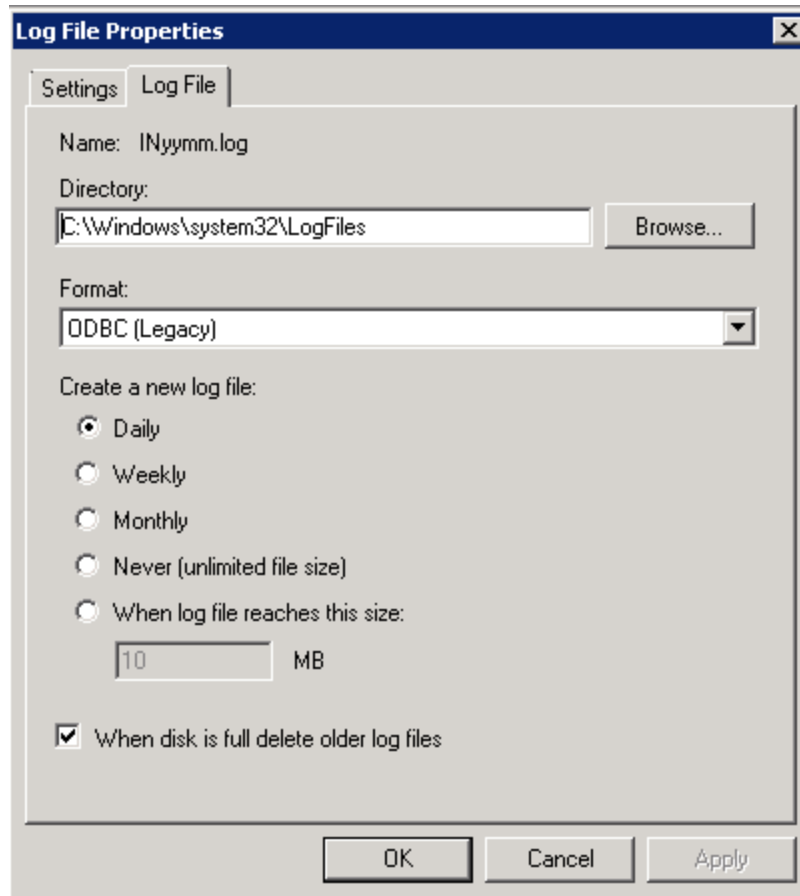 Log File Properties
Settings Log File
Name: INyymm.log
Directory:
C:\Windows\system32\LogFiles Browse...
Format:
ODBC (Legacy)
Create a new log file:
Daily
Weekly
Monthly
Never (unlimited file size)
When log file reaches this size:
10 MB
When disk is full delete older log files
OK Cancel Apply